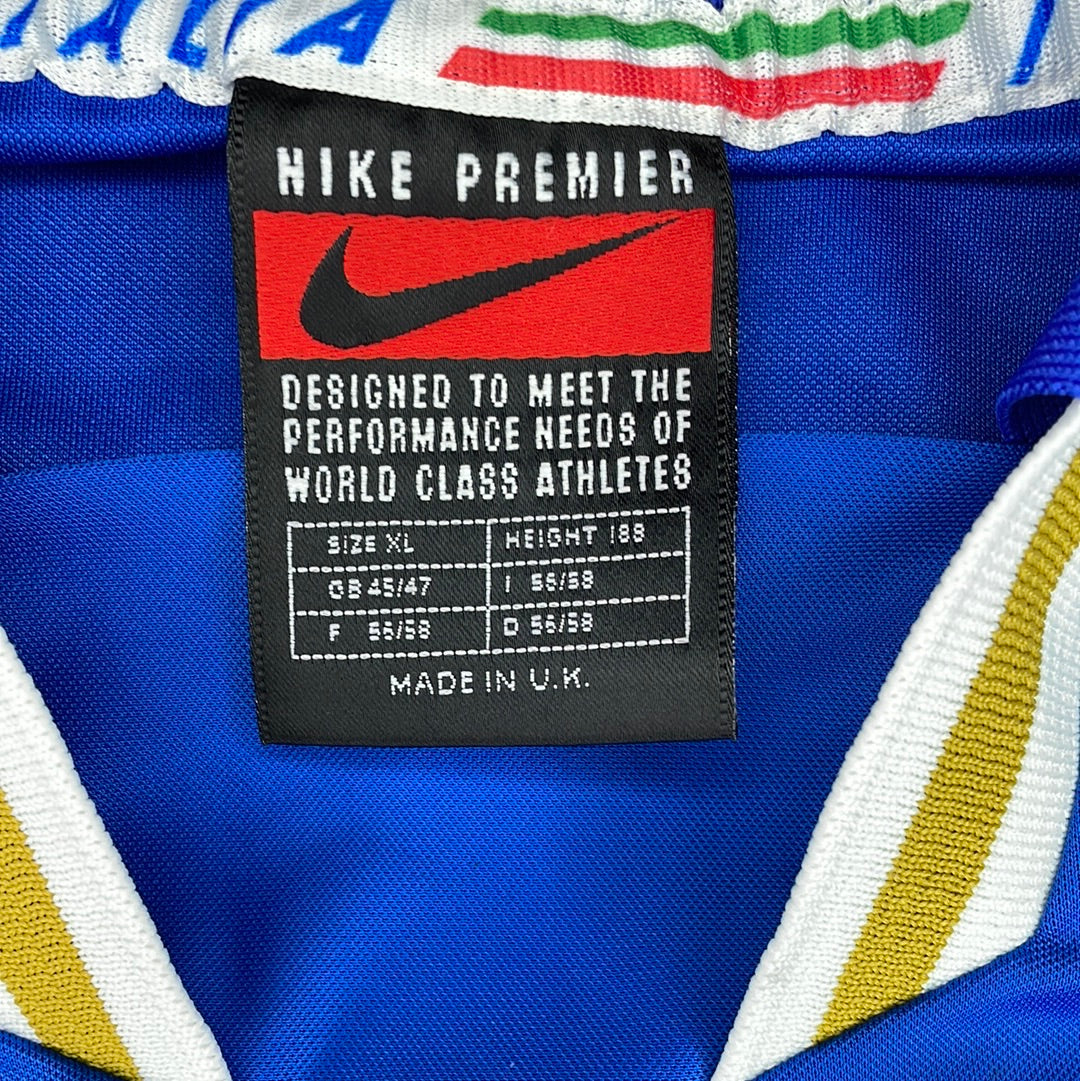 ITALIA
NIKE PREMIER
DESIGNED TO MEET THE
PERFORMANCE NEEDS OF
WORLD CLASS ATHLETES
SIZE XL HEIGHT 188
GB 45/47 I 56/58
F 56/58 D 56/58
MADE IN U.K.